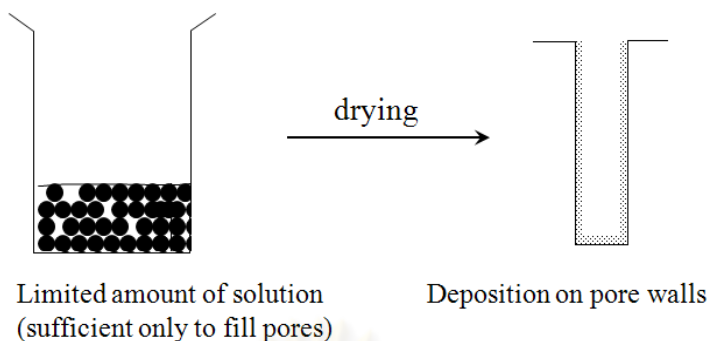 drying
Limited amount of solution
(sufficient only to fill pores)
Deposition on pore walls